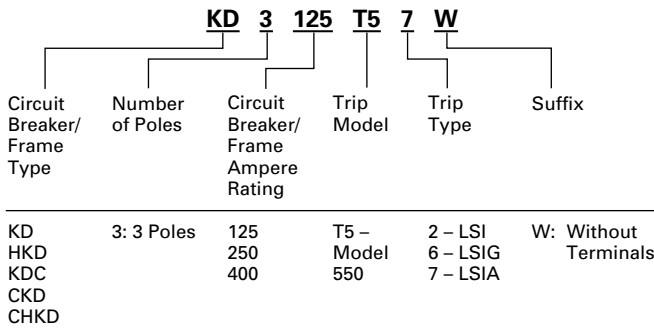 KD 3 125 T5 7 W
Circuit Number Circuit Trip Trip Suffix
Breaker/ of Poles Breaker/ Model Type
Frame Frame
Type Ampere
Rating
KD 3: 3 Poles 125 T5 – 2 – LSI W: Without
HKD 250 Model 6 – LSIG Terminals
KDC 400 550 7 – LSIA
CKD
CHKD